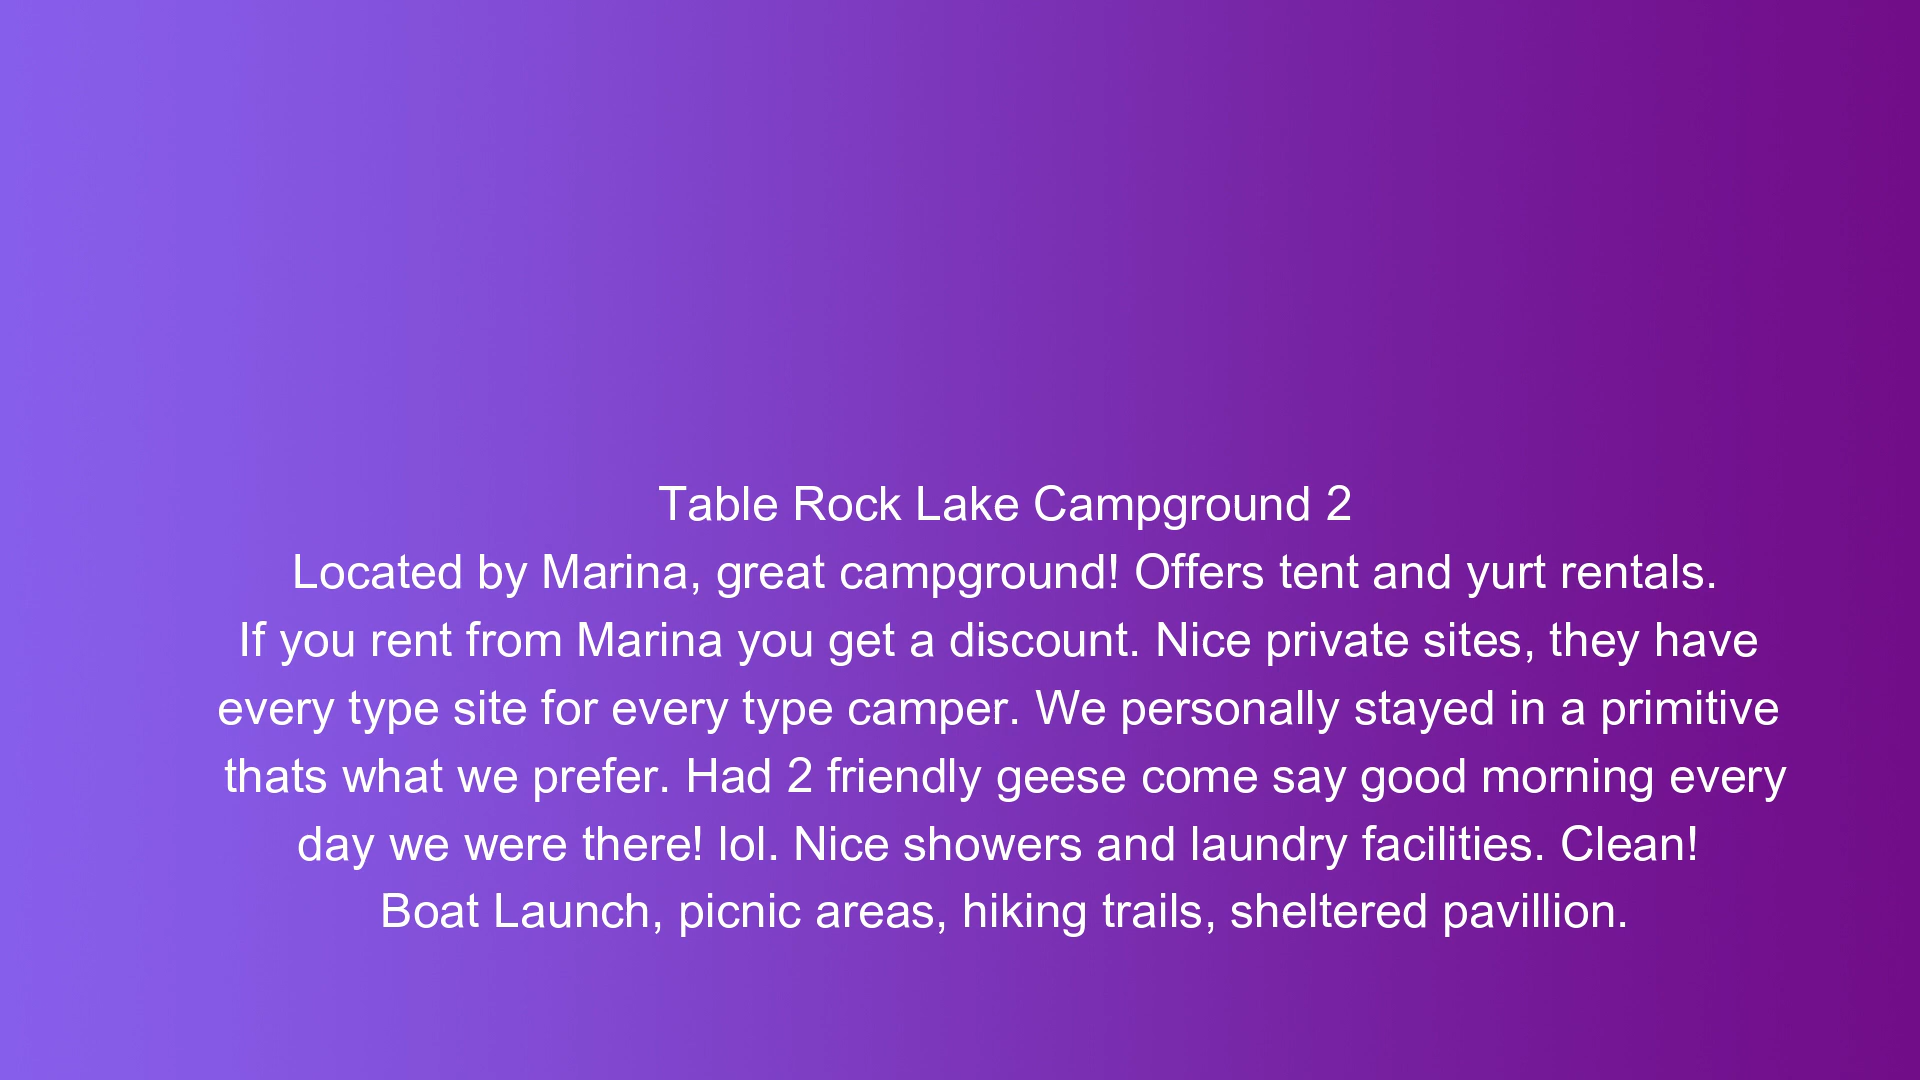 Table Rock Lake Campground 2
Located by Marina, great campground! Offers tent and yurt rentals.
If you rent from Marina you get a discount. Nice private sites, they have
every type site for every type camper. We personally stayed in a primitive
thats what we prefer. Had 2 friendly geese come say good morning every
day we were there! lol. Nice showers and laundry facilities. Clean!
Boat Launch, picnic areas, hiking trails, sheltered pavillion.